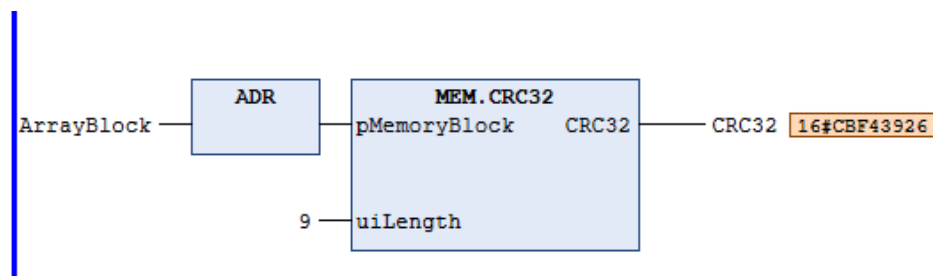 ADR MEM.CRC32
ArrayBlock pMemoryBlock CRC32 CRC32 16#CBF43926
9 uiLength